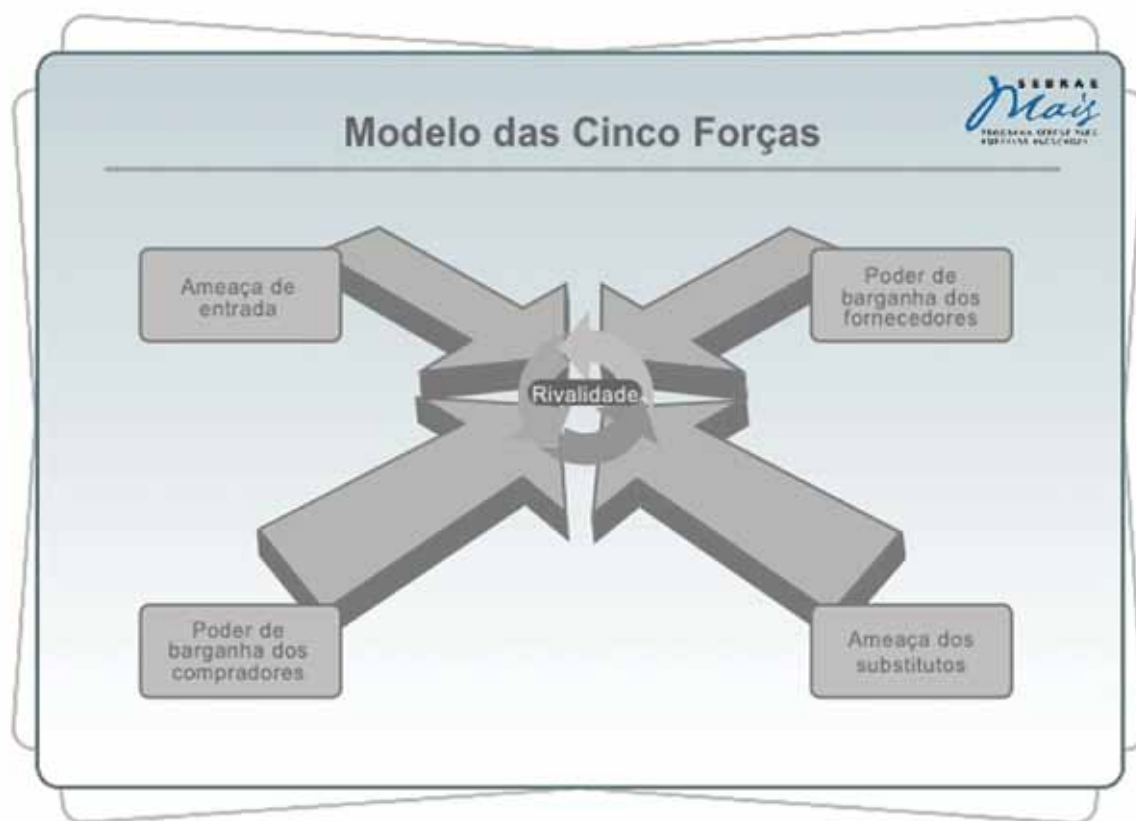 SEBRAE
Mais
Modelo das Cinco Forças
Ameaça de
entrada
Poder de
barganha dos
fornecedores
Rivalidade
Poder de
barganha dos
compradores
Ameaça dos
substitutos